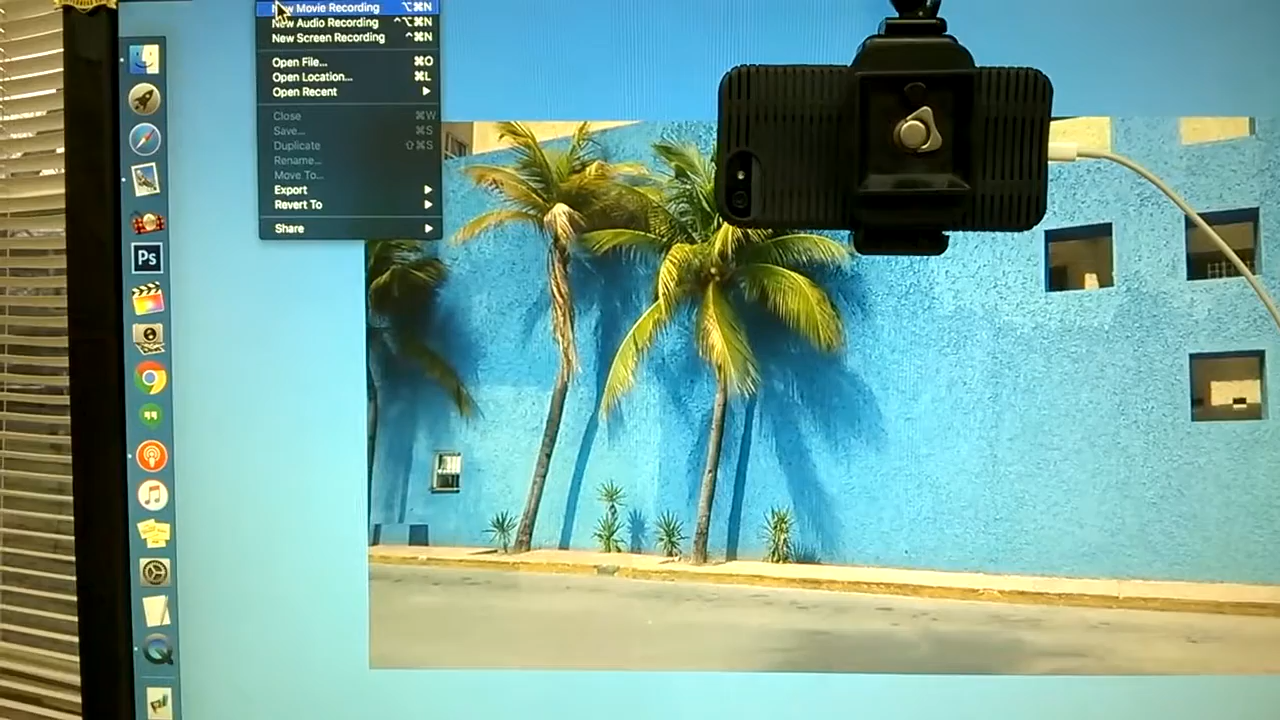 New Movie Recording ⌥⌘N
New Audio Recording ^⌥⌘N
New Screen Recording ^⌘N
Open File... ⌘O
Open Location... ⌘L
Open Recent ▶
Close ⌘W
Save... ⌘S
Duplicate ⇧⌘S
Rename...
Move To...
Export ▶
Revert To ▶
Share ▶
Ps